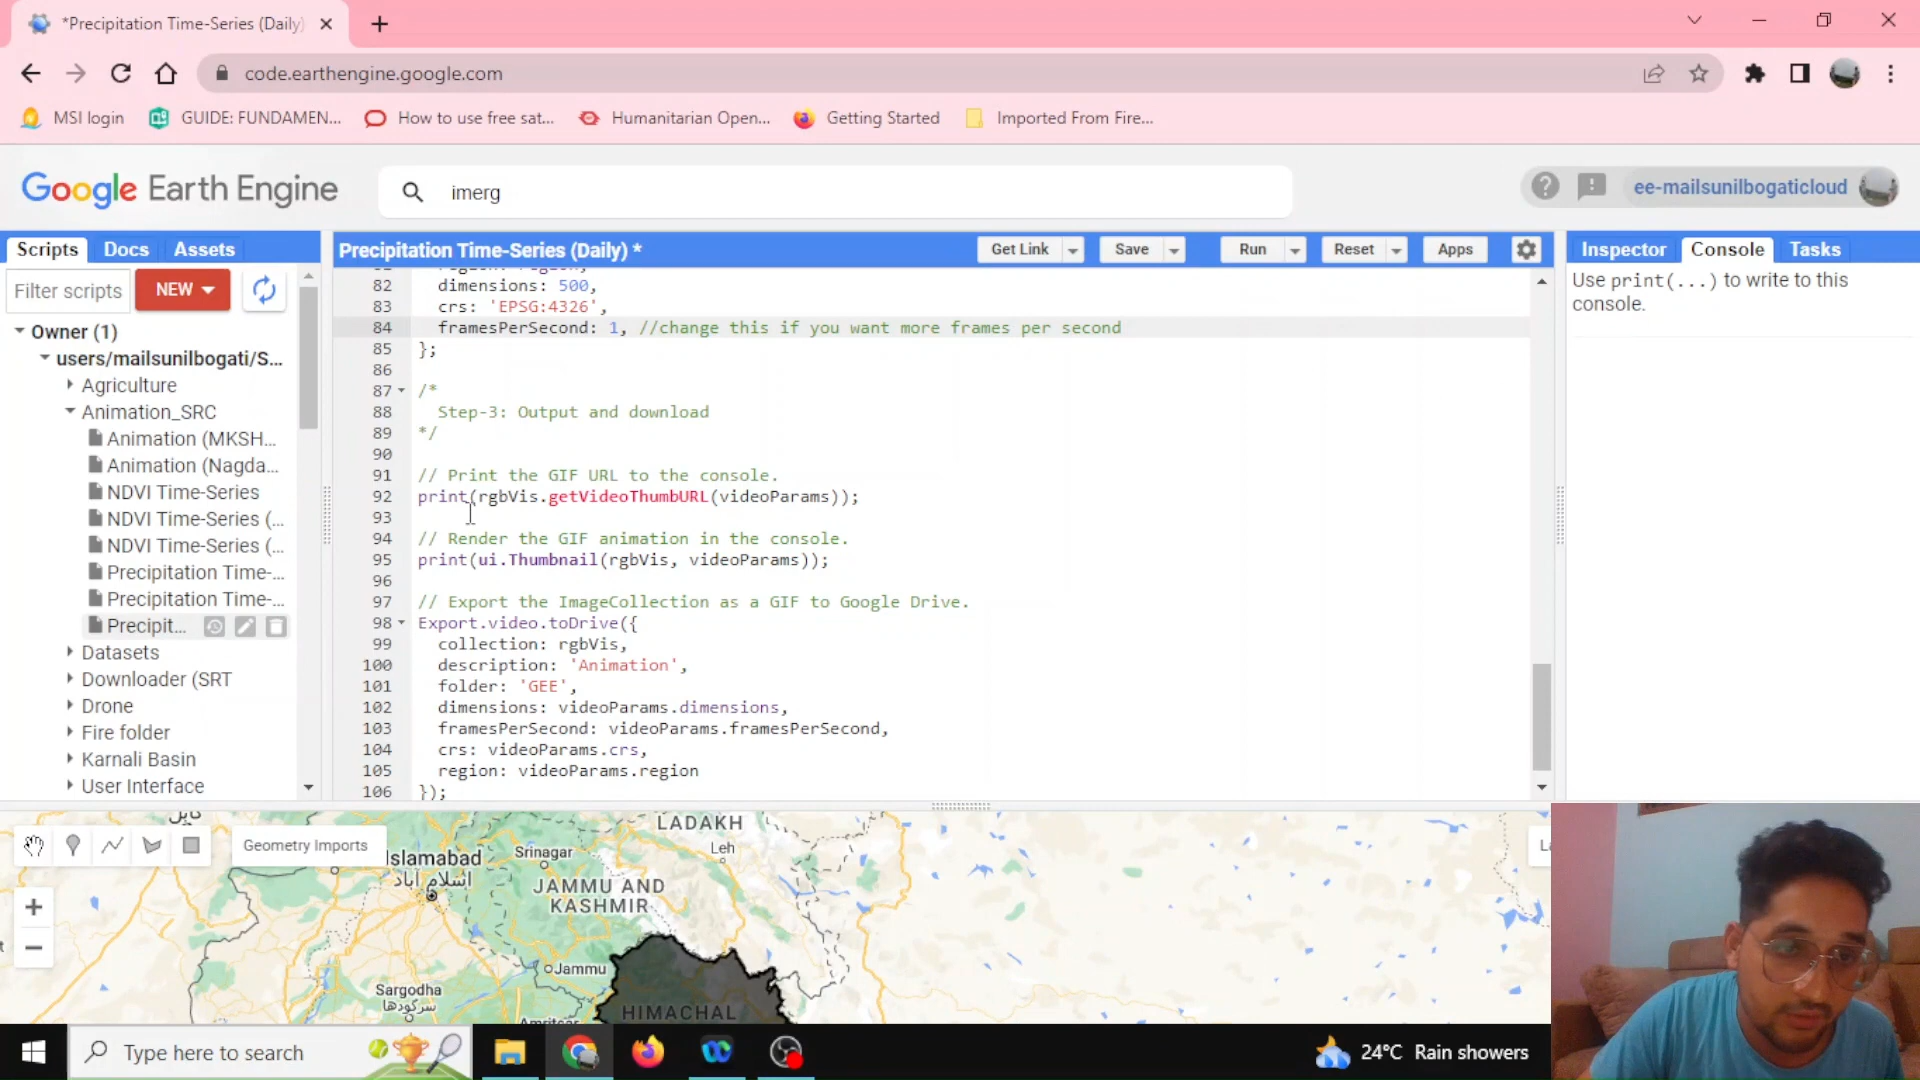 *Precipitation Time-Series (Daily)
code.earthengine.google.com
MSI login
GUIDE: FUNDAMEN...
How to use free sat...
Humanitarian Open...
Getting Started
Imported From Fire...
Google Earth Engine
imerg
ee-mailsunilbogaticloud
Scripts
Docs
Assets
Precipitation Time-Series (Daily) *
Get Link
Save
Run
Reset
Apps
Inspector
Console
Tasks
Filter scripts
NEW
Owner (1)
users/mailsunilbogati/S...
Agriculture
Animation_SRC
Animation (MKSH...
Animation (Nagda...
NDVI Time-Series
NDVI Time-Series (...
NDVI Time-Series (...
Precipitation Time-...
Precipitation Time-...
Precipit...
Datasets
Downloader (SRT
Drone
Fire folder
Karnali Basin
User Interface
82 dimensions: 500,
83 crs: 'EPSG:4326',
84 framesPerSecond: 1, //change this if you want more frames per second
85 };
86
87 /*
88 Step-3: Output and download
89 */
90
91 // Print the GIF URL to the console.
92 print(rgbVis.getVideoThumbURL(videoParams));
93
94 // Render the GIF animation in the console.
95 print(ui.Thumbnail(rgbVis, videoParams));
96
97 // Export the ImageCollection as a GIF to Google Drive.
98 Export.video.toDrive({
99 collection: rgbVis,
100 description: 'Animation',
101 folder: 'GEE',
102 dimensions: videoParams.dimensions,
103 framesPerSecond: videoParams.framesPerSecond,
104 crs: videoParams.crs,
105 region: videoParams.region
106 });
Use print(...) to write to this
console.
Geometry Imports
LADAKH
Srinagar
Leh
Islamabad
اسلام آباد
JAMMU AND
KASHMIR
Jammu
Sargodha
سرگودها
HIMACHAL
Type here to search
24°C Rain showers